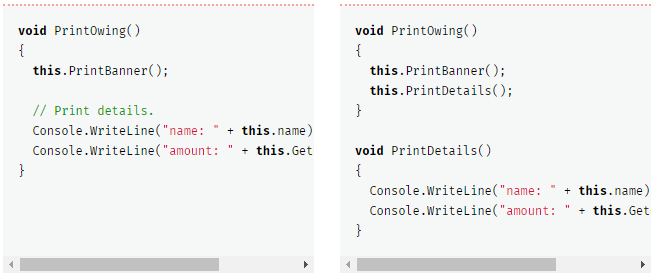 void PrintOwing()
{
this.PrintBanner();
// Print details.
Console.WriteLine("name: " + this.name)
Console.WriteLine("amount: " + this.Get
}
void PrintOwing()
{
this.PrintBanner();
this.PrintDetails();
}
void PrintDetails()
{
Console.WriteLine("name: " + this.name)
Console.WriteLine("amount: " + this.Get
}